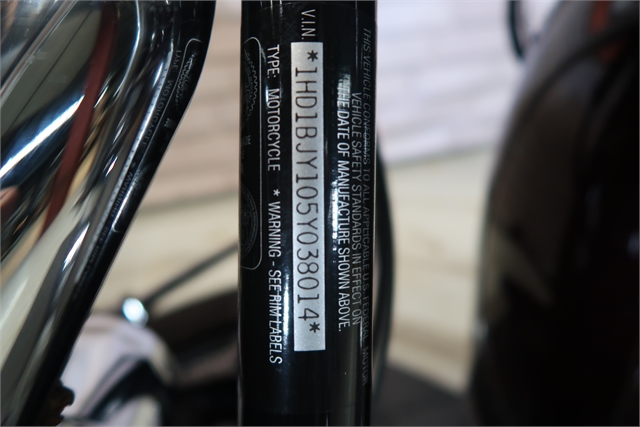 THIS VEHICLE CONFORMS TO ALL APPLICABLE U.S. FEDERAL MOTOR
VEHICLE SAFETY STANDARDS IN EFFECT ON
THE DATE OF MANUFACTURE SHOWN ABOVE.
V.I.N.
*1HD1BJY105Y038014*
TYPE: MOTORCYCLE * WARNING - SEE RIM LABELS